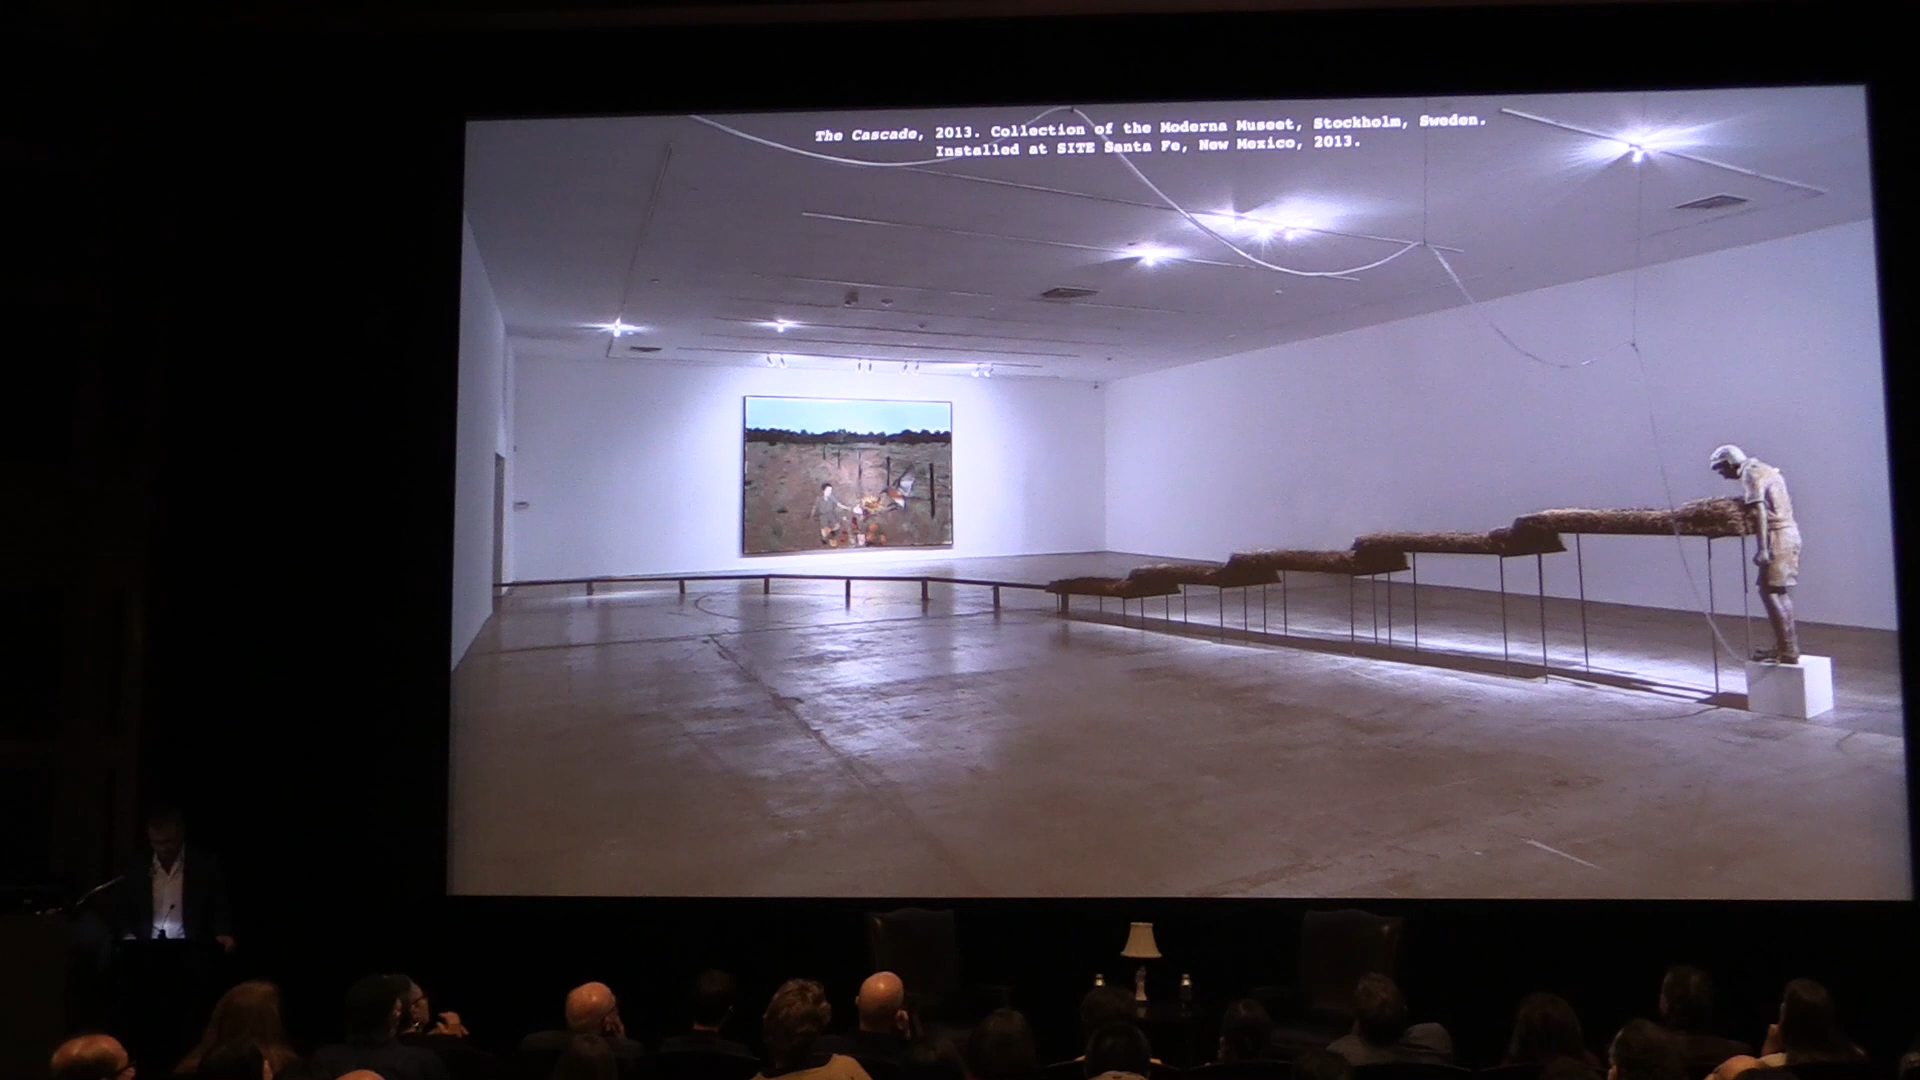 The Cascade, 2013. Collection of the Moderna Museet, Stockholm, Sweden.
Installed at SITE Santa Fe, New Mexico, 2013.